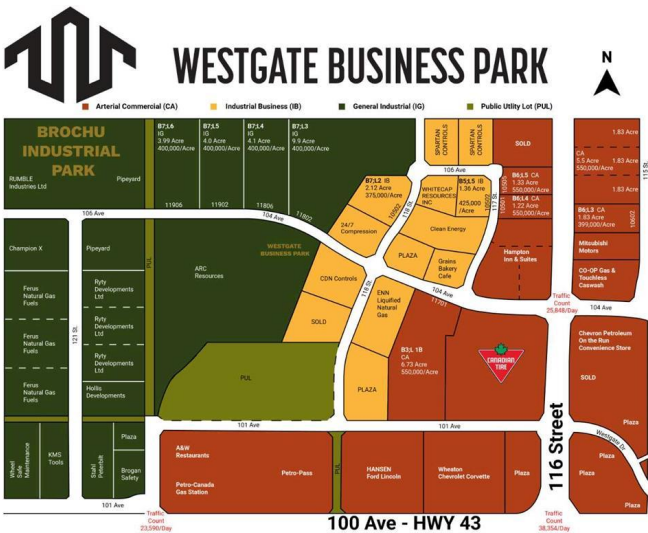 WESTGATE BUSINESS PARK
N
Arterial Commercial (CA)
Industrial Business (IB)
General Industrial (IG)
Public Utlity Lot (PUL)
BROCHU
INDUSTRIAL
PARK
RUMBLE
Industries Ltd
Pipeyard
B7;L6
IG
3.99 Acre
400,000/Acre
B7;L5
IG
4.0 Acre
400,000/Acre
B7;L4
IG
4.1 Acre
400,000/Acre
B7;L3
IG
9.9 Acre
400,000/Acre
SPARTAN
CONTROLS
SPARTAN
CONTROLS
SOLD
1.83 Acre
CA
5.5 Acre
550,000/Acre
1.83 Acre
1.83 Acre
115 St.
106 Ave
B7;L2 IB
2.12 Acre
375,000/Acre
WHITECAP
RESOURCES
INC
B5;L5 IB
1.36 Acre
425,000
/Acre
B6;L5 CA
1.33 Acre
550,000/Acre
B6;L4 CA
1.22 Acre
550,000/Acre
10501
10501
10502
117 St.
B6;L3 CA
1.83 Acre
399,000/Acre
10602
11906
11902
11806
11802
106 Ave
104 Ave
10502
118 St.
24/7
Compression
Clean Energy
Champion X
Pipeyard
WESTGATE
BUSINESS PARK
PLAZA
Grains
Bakery
Cafe
Hampton
Inn & Suites
Mitsubishi
Motors
CO-OP Gas &
Touchless
Caswash
PUL
ARC
Resources
CDN Controls
118 St.
ENN
Liquified
Natural
Gas
104 Ave
11701
Traffic
Count
25,848/Day
104 Ave
Ferus
Natural Gas
Fuels
Ryty
Developments
Ltd
Ferus
Natural Gas
Fuels
Ryty
Developments
Ltd
121 St.
SOLD
B3;L 1B
CA
6.73 Acre
550,000/Acre
CANADIAN
TIRE
Chevron Petroleum
On the Run
Convenience Store
SOLD
Ryty
Developments
Ltd
Ferus
Natural Gas
Fuels
Hollis
Developments
PUL
PLAZA
Plaza
101 Ave
101 Ave
116 Street
Westgate Dr
Wheel
Safe
Maintenance
KMS
Tools
Stahl
Peterbilt
Plaza
Brogan
Safety
A&W
Restaurants
Petro-Canada
Gas Station
Petro-Pass
PUL
HANSEN
Ford Lincoln
Wheaton
Chevrolet Corvette
Plaza
Plaza
Plaza
Plaza
101 Ave
Traffic
Count
23,590/Day
100 Ave - HWY 43
Traffic
Count
38,354/Day